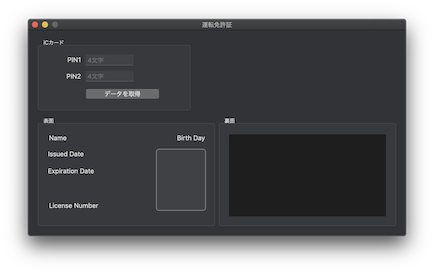 運転免許証
ICカード
PIN1 4文字
PIN2 4文字
データを取得
表面
Name Birth Day
Issued Date
Expiration Date
License Number
裏面